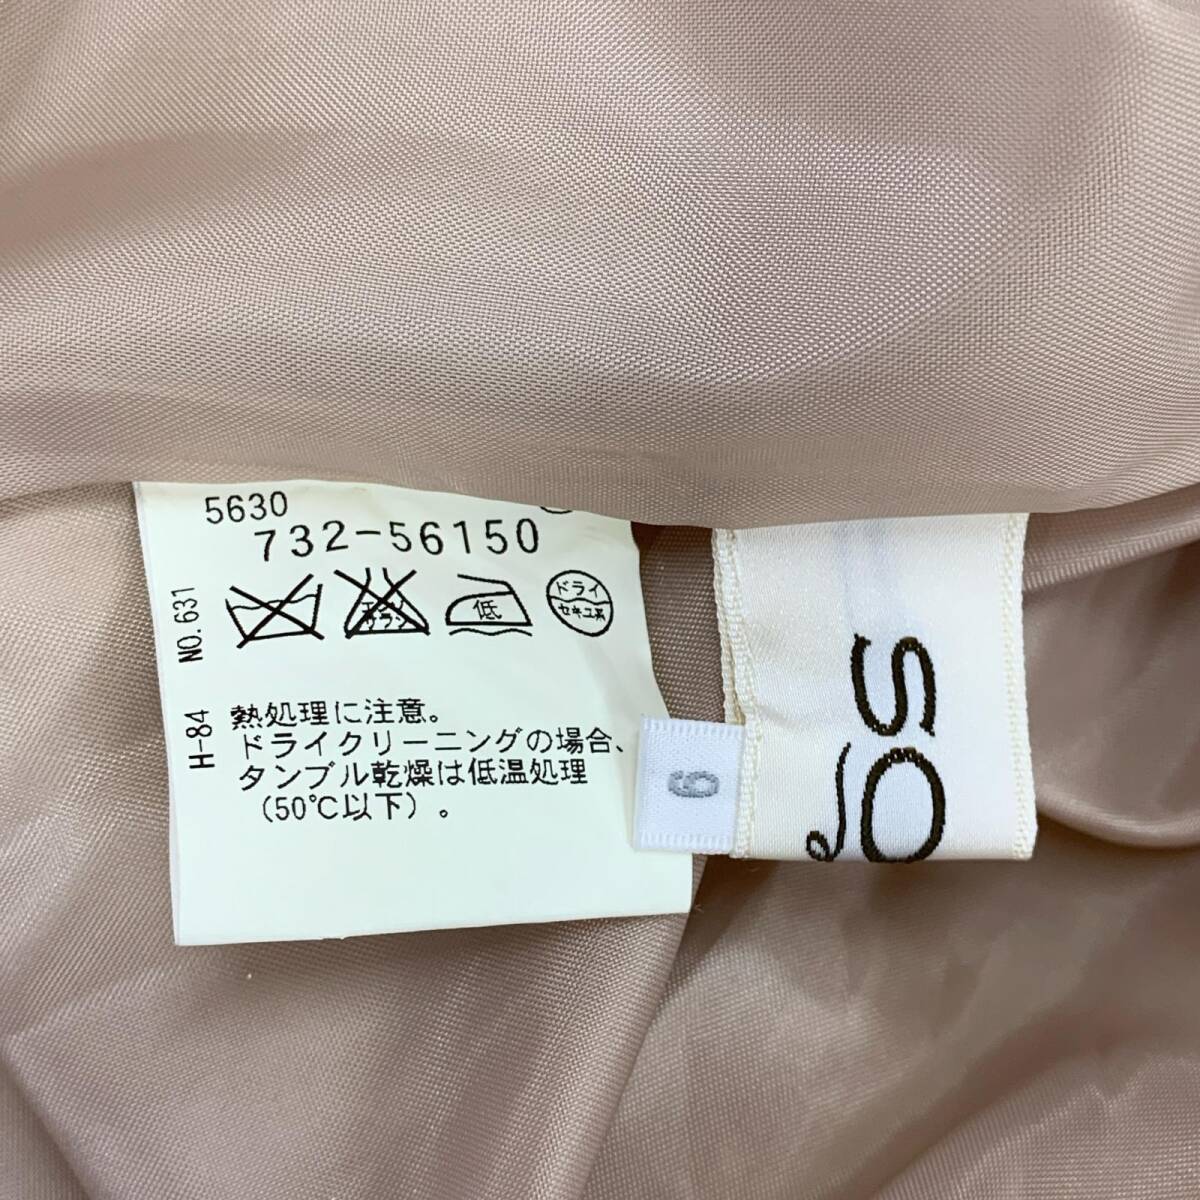 5630
732-56150
低
ドライ
セキユ系
NO.631
H-84
熱処理に注意。
ドライクリーニングの場合、
タンブル乾燥は低温処理
（50℃以下）。